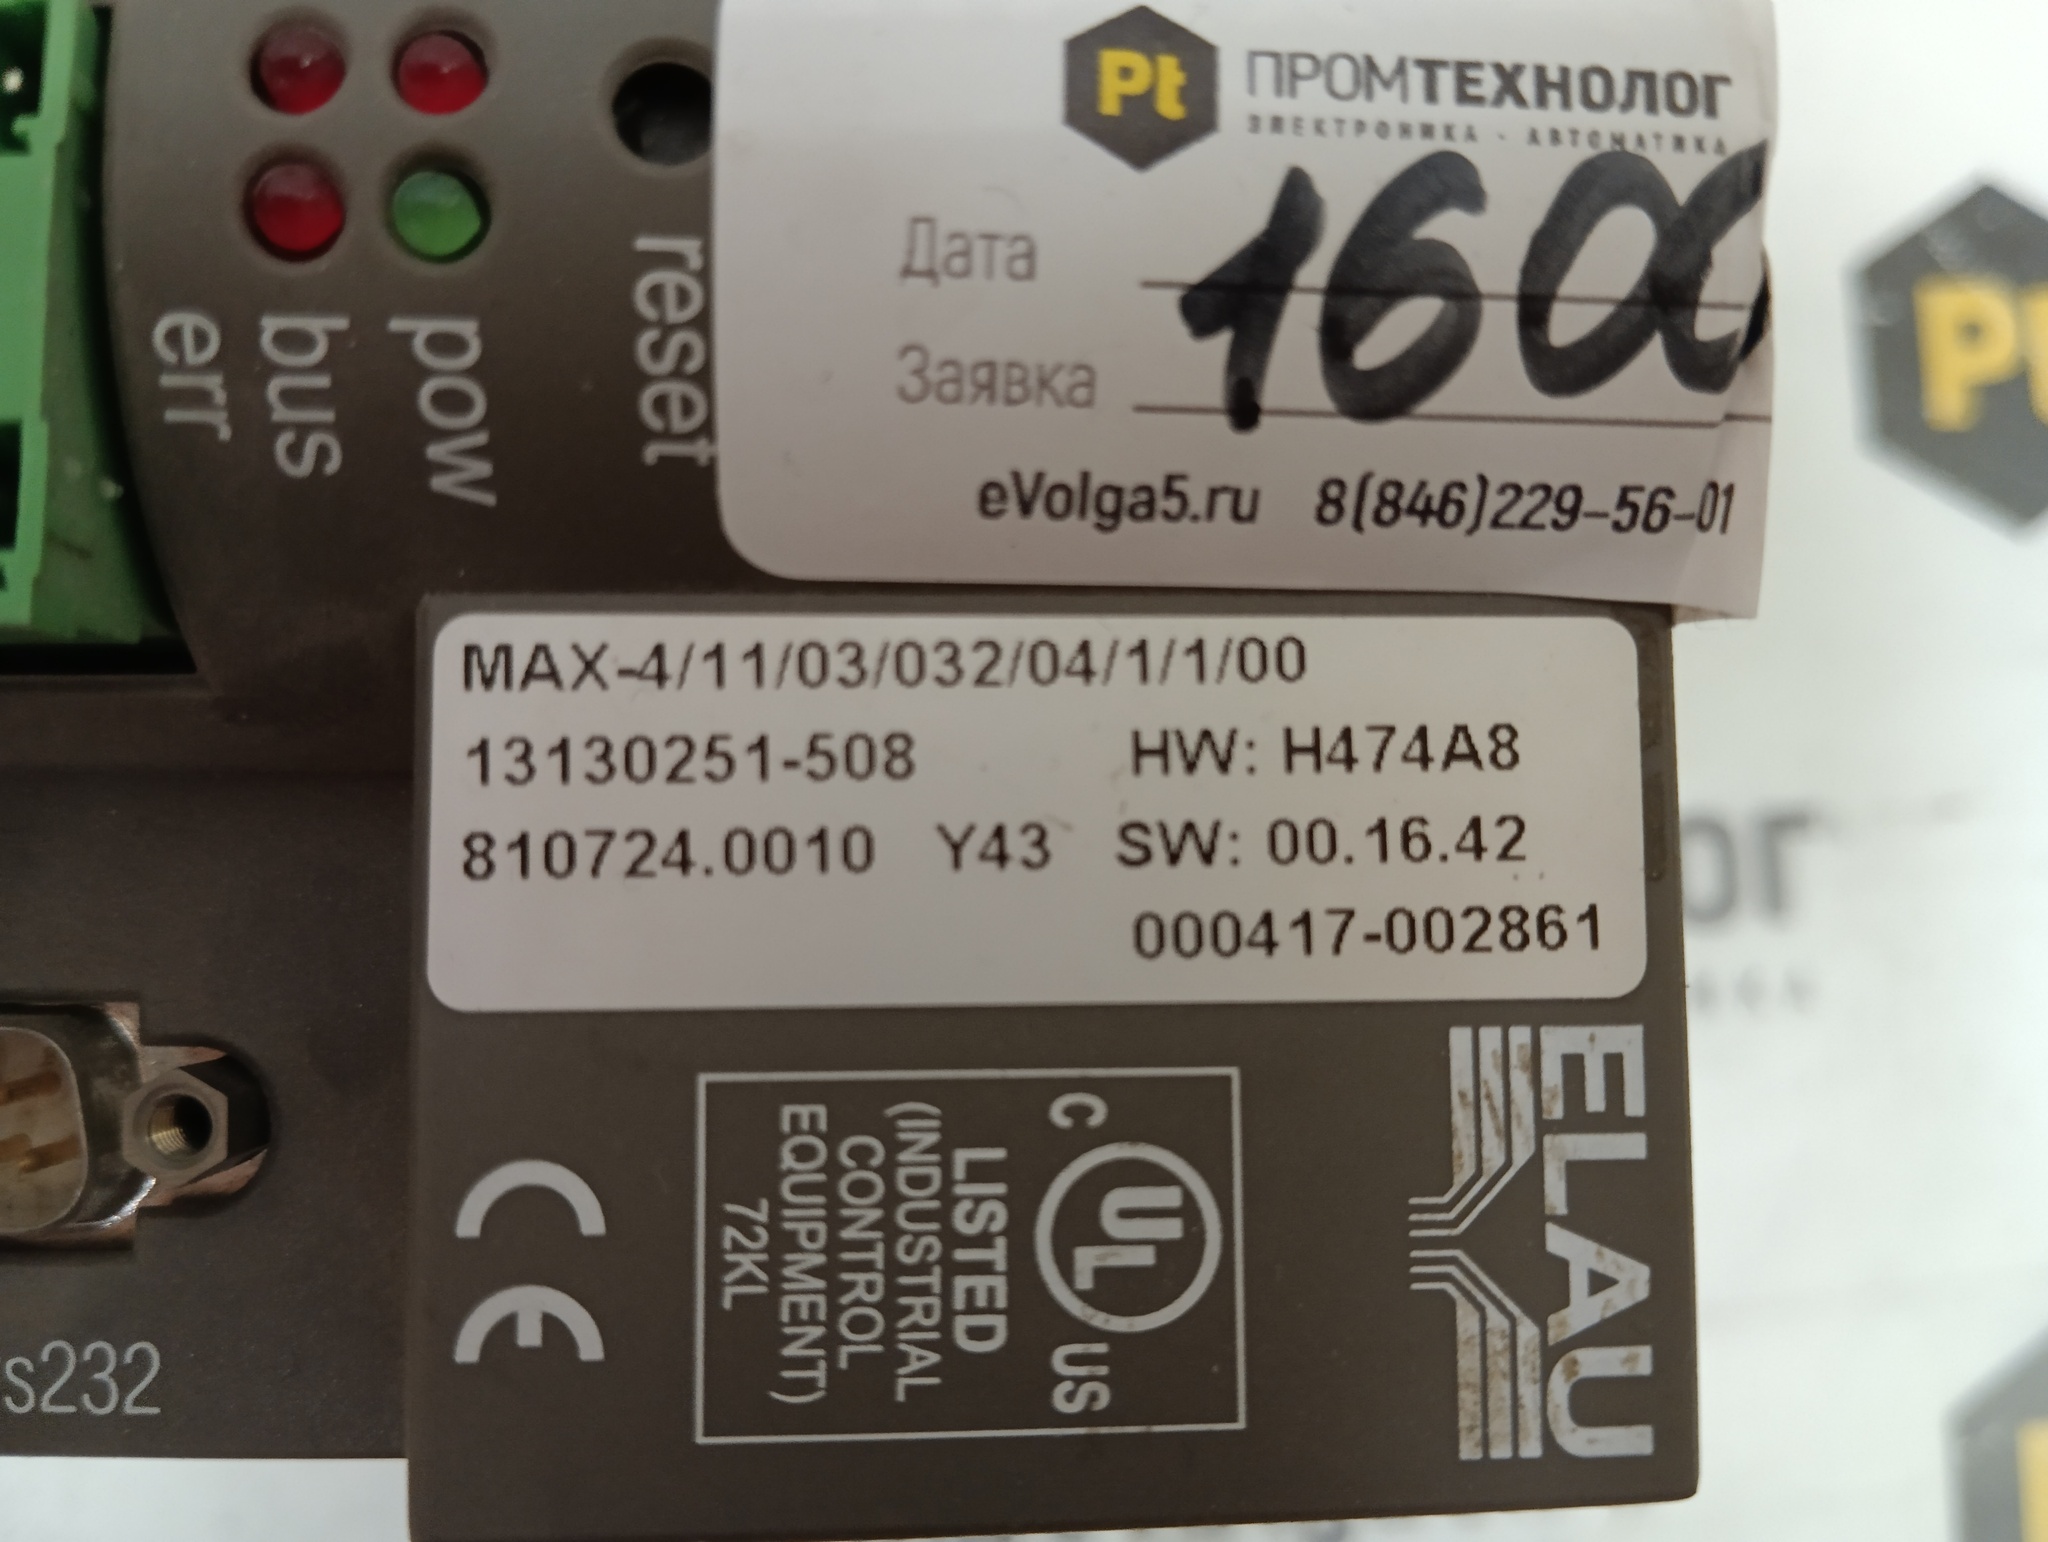 Pt ПРОМТЕХНОЛОГ
ЭЛЕКТРОНИКА - АВТОМАТИКА
Дата
Заявка
eVolga5.ru 8(846)229-56-01
err
bus
pow
reset
MAX-4/11/03/032/04/1/1/00
13130251-508 HW: H474A8
810724.0010 Y43 SW: 00.16.42
000417-002861
ELAU
C UL US
LISTED
(INDUSTRIAL
CONTROL
EQUIPMENT)
72KL
CE
s232
Pt
ог